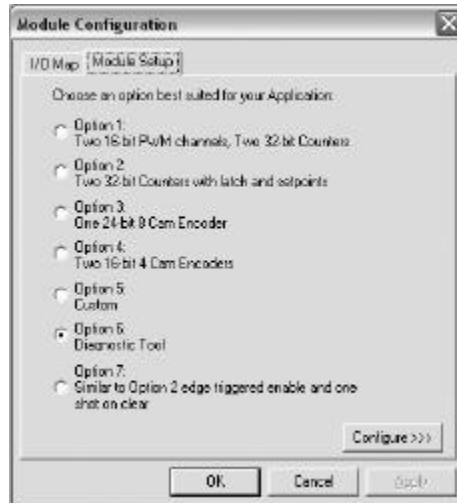 Module Configuration
I/O Map Module Setup
Choose an option best suited for your Application:
Option 1:
Two 16-bit PWM channels, Two 32-bit Counters
Option 2:
Two 32-bit Counters with latch and setpoints
Option 3:
One 24-bit 8 Cam Encoder
Option 4:
Two 16-bit 4 Cam Encoders
Option 5:
Custom
Option 6:
Diagnostic Tool
Option 7:
Similar to Option 2 edge triggered enable and one
shot on clear
Configure >>>
OK Cancel Apply